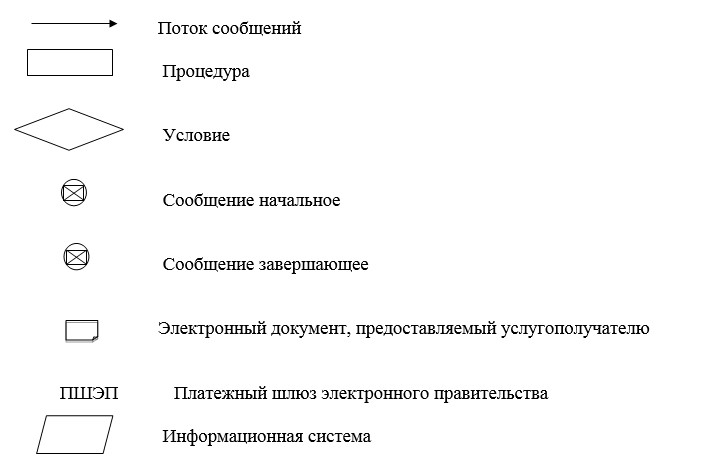 Поток сообщений
Процедура
Условие
Сообщение начальное
Сообщение завершающее
Электронный документ, предоставляемый услугополучателю
ПШЭП Платежный шлюз электронного правительства
Информационная система